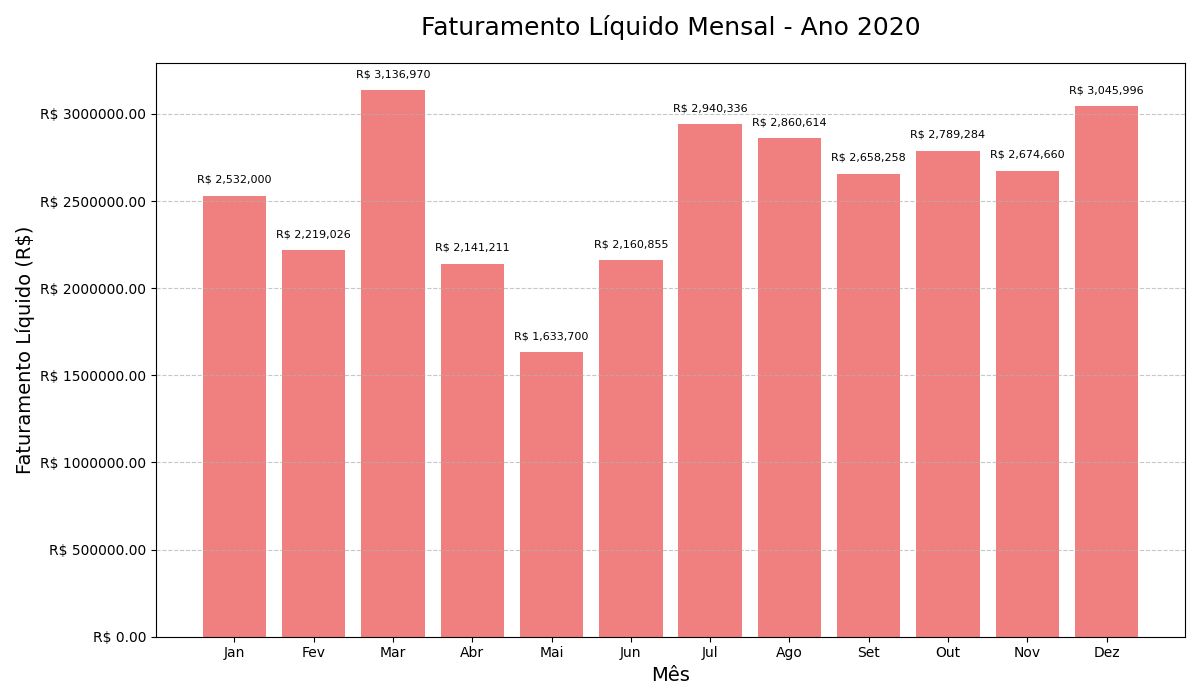 Faturamento Líquido Mensal - Ano 2020
Faturamento Líquido (R$)
R$ 3000000.00
R$ 2500000.00
R$ 2000000.00
R$ 1500000.00
R$ 1000000.00
R$ 500000.00
R$ 0.00
R$ 2,532,000
R$ 2,219,026
R$ 3,136,970
R$ 2,141,211
R$ 1,633,700
R$ 2,160,855
R$ 2,940,336
R$ 2,860,614
R$ 2,658,258
R$ 2,789,284
R$ 2,674,660
R$ 3,045,996
Jan Fev Mar Abr Mai Jun Jul Ago Set Out Nov Dez
Mês